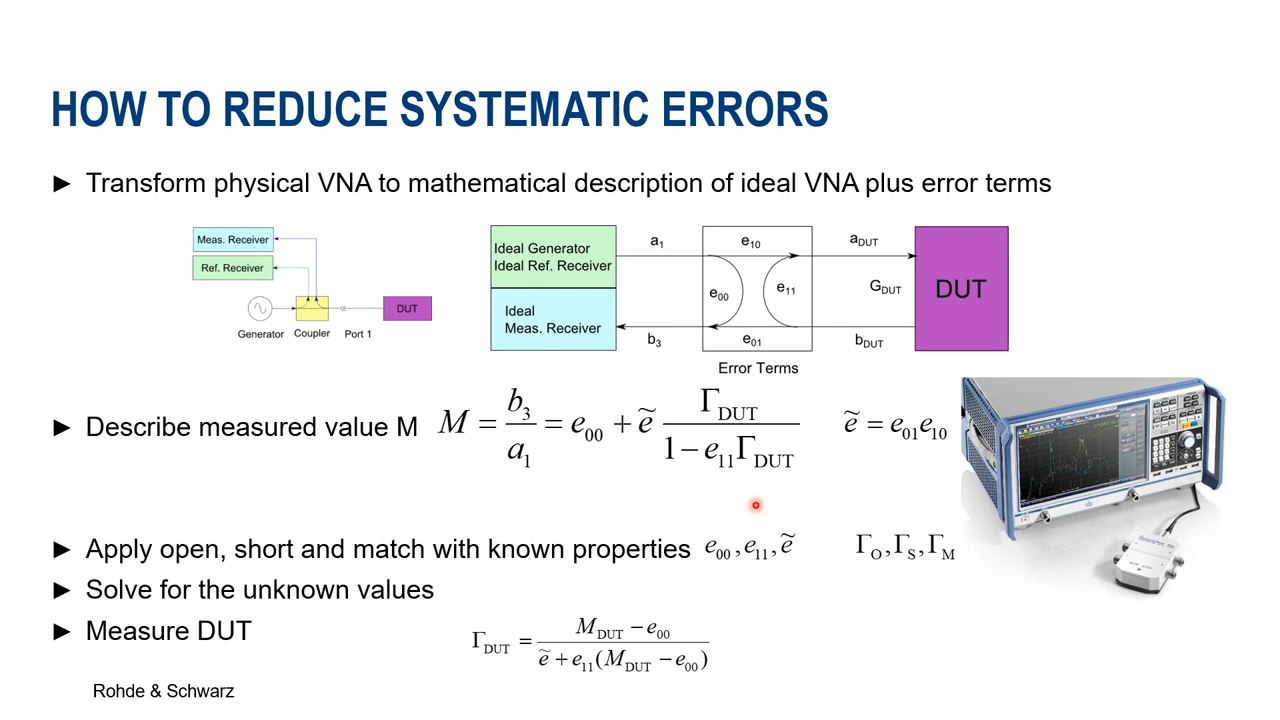 HOW TO REDUCE SYSTEMATIC ERRORS
► Transform physical VNA to mathematical description of ideal VNA plus error terms
Meas. Receiver
Ref. Receiver
Generator
Coupler
Port 1
DUT
Ideal Generator
Ideal Ref. Receiver
Ideal
Meas. Receiver
a₁
b₃
e₁₀
e₀₀
e₁₁
e₀₁
Error Terms
a_DUT
G_DUT
b_DUT
DUT
► Describe measured value M
M = b₃ / a₁ = e₀₀ + ẽ Γ_DUT / (1 − e₁₁Γ_DUT)
ẽ = e₀₁e₁₀
► Apply open, short and match with known properties e₀₀, e₁₁, ẽ Γ_O, Γ_S, Γ_M
► Solve for the unknown values
► Measure DUT
Γ_DUT = (M_DUT − e₀₀) / (ẽ + e₁₁(M_DUT − e₀₀))
Rohde & Schwarz